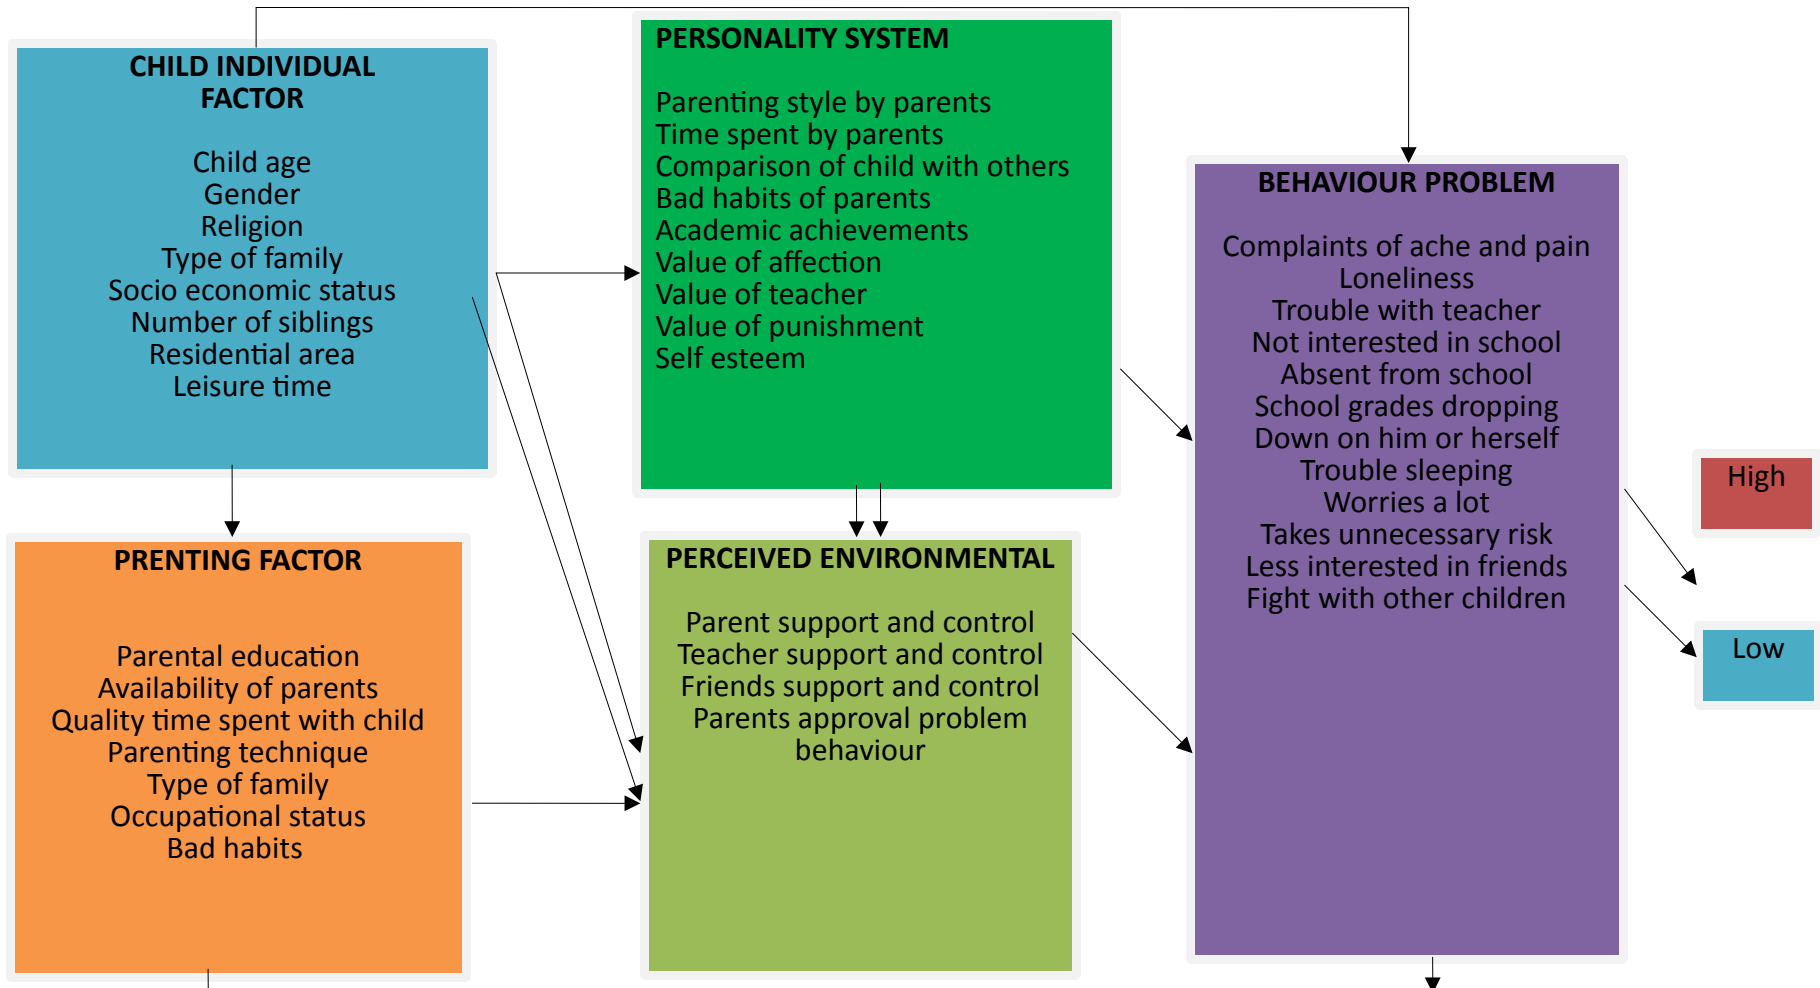 CHILD INDIVIDUAL
FACTOR
Child age
Gender
Religion
Type of family
Socio economic status
Number of siblings
Residential area
Leisure time
PERSONALITY SYSTEM
Parenting style by parents
Time spent by parents
Comparison of child with others
Bad habits of parents
Academic achievements
Value of affection
Value of teacher
Value of punishment
Self esteem
BEHAVIOUR PROBLEM
Complaints of ache and pain
Loneliness
Trouble with teacher
Not interested in school
Absent from school
School grades dropping
Down on him or herself
Trouble sleeping
Worries a lot
Takes unnecessary risk
Less interested in friends
Fight with other children
High
Low
PRENTING FACTOR
Parental education
Availability of parents
Quality time spent with child
Parenting technique
Type of family
Occupational status
Bad habits
PERCEIVED ENVIRONMENTAL
Parent support and control
Teacher support and control
Friends support and control
Parents approval problem
behaviour